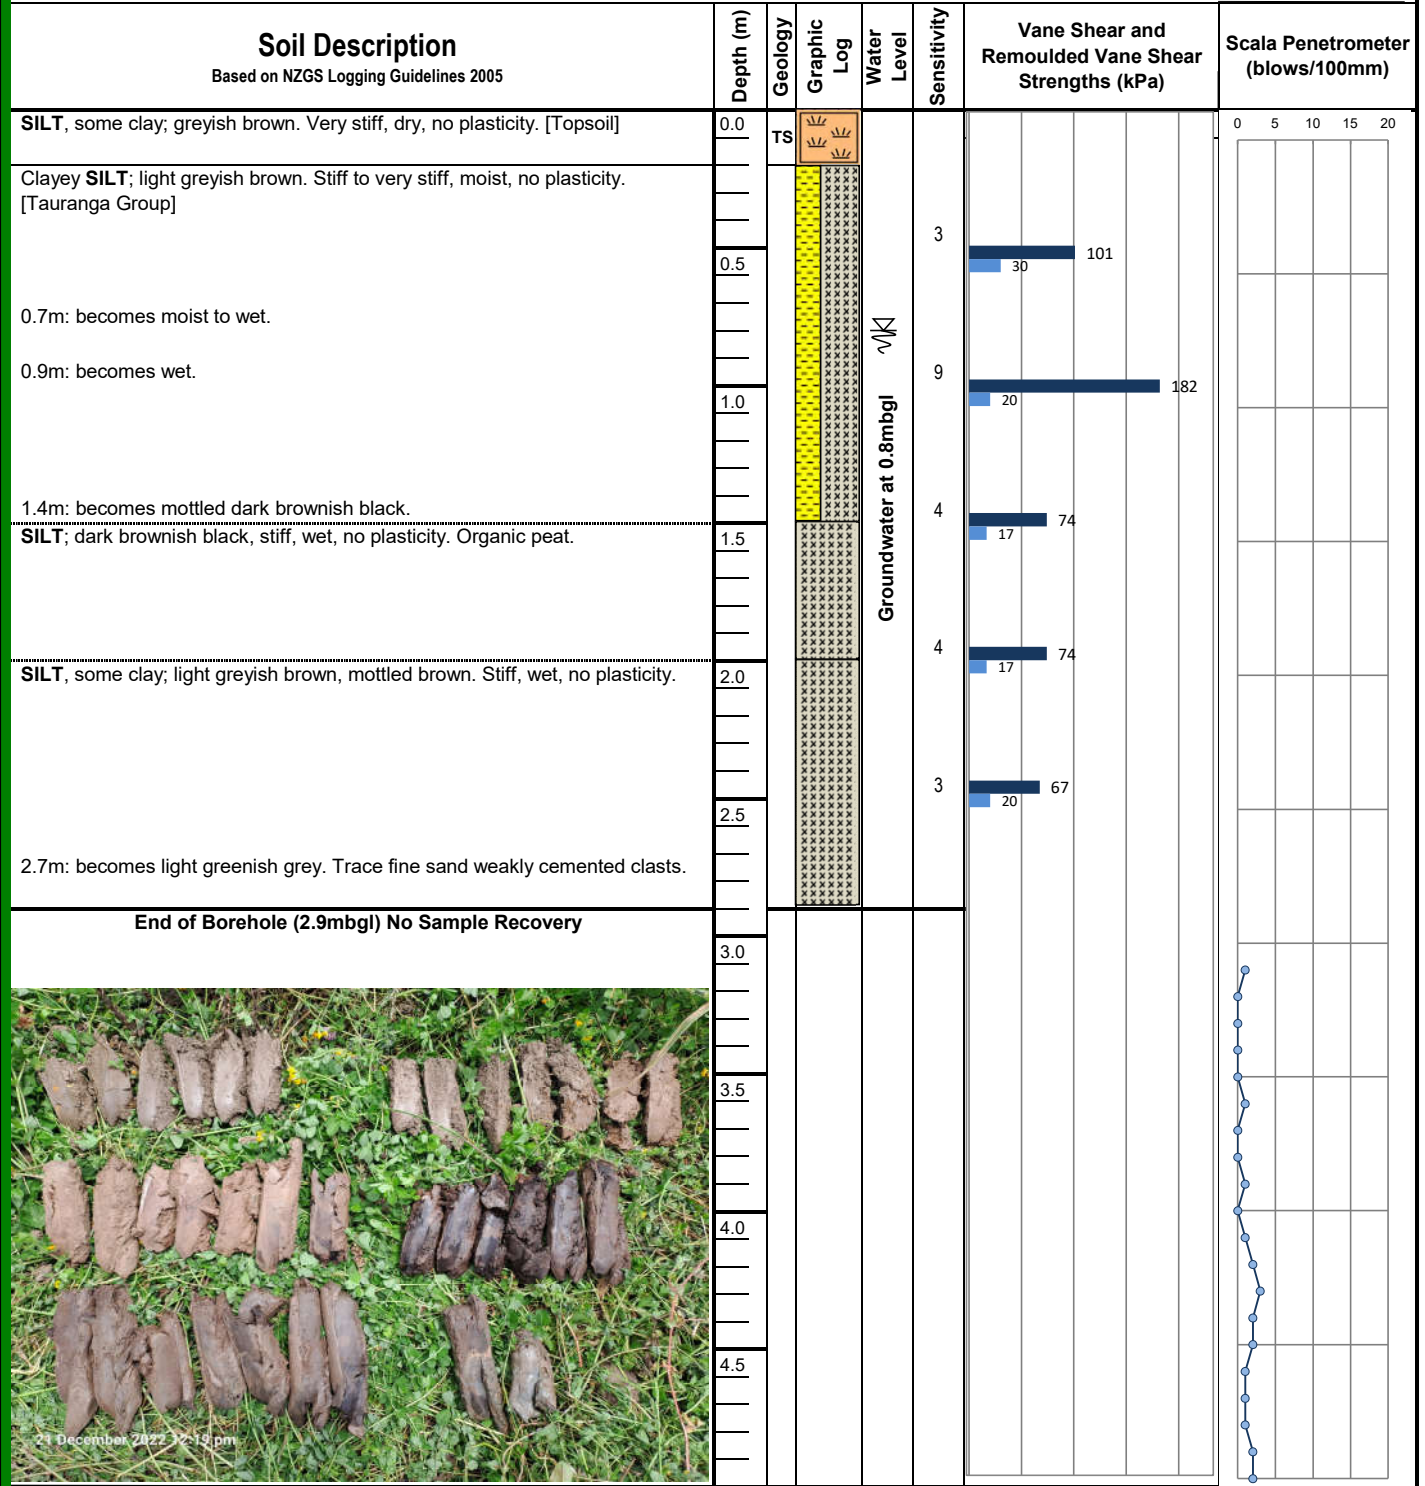 Soil Description
Based on NZGS Logging Guidelines 2005
Depth (m)
Geology
Graphic
Log
Water
Level
Sensitivity
Vane Shear and
Remoulded Vane Shear
Strengths (kPa)
Scala Penetrometer
(blows/100mm)
SILT, some clay; greyish brown. Very stiff, dry, no plasticity. [Topsoil]
0.0
TS
0 5 10 15 20
Clayey SILT; light greyish brown. Stiff to very stiff, moist, no plasticity.
[Tauranga Group]
3
101
0.5
30
0.7m: becomes moist to wet.
0.9m: becomes wet.
9
182
1.0
20
Groundwater at 0.8mbgl
1.4m: becomes mottled dark brownish black.
4
74
SILT; dark brownish black, stiff, wet, no plasticity. Organic peat.
1.5
17
4
74
SILT, some clay; light greyish brown, mottled brown. Stiff, wet, no plasticity.
2.0
17
3
67
2.5
20
2.7m: becomes light greenish grey. Trace fine sand weakly cemented clasts.
End of Borehole (2.9mbgl) No Sample Recovery
3.0
3.5
4.0
4.5
21 December 2022 12:19 pm